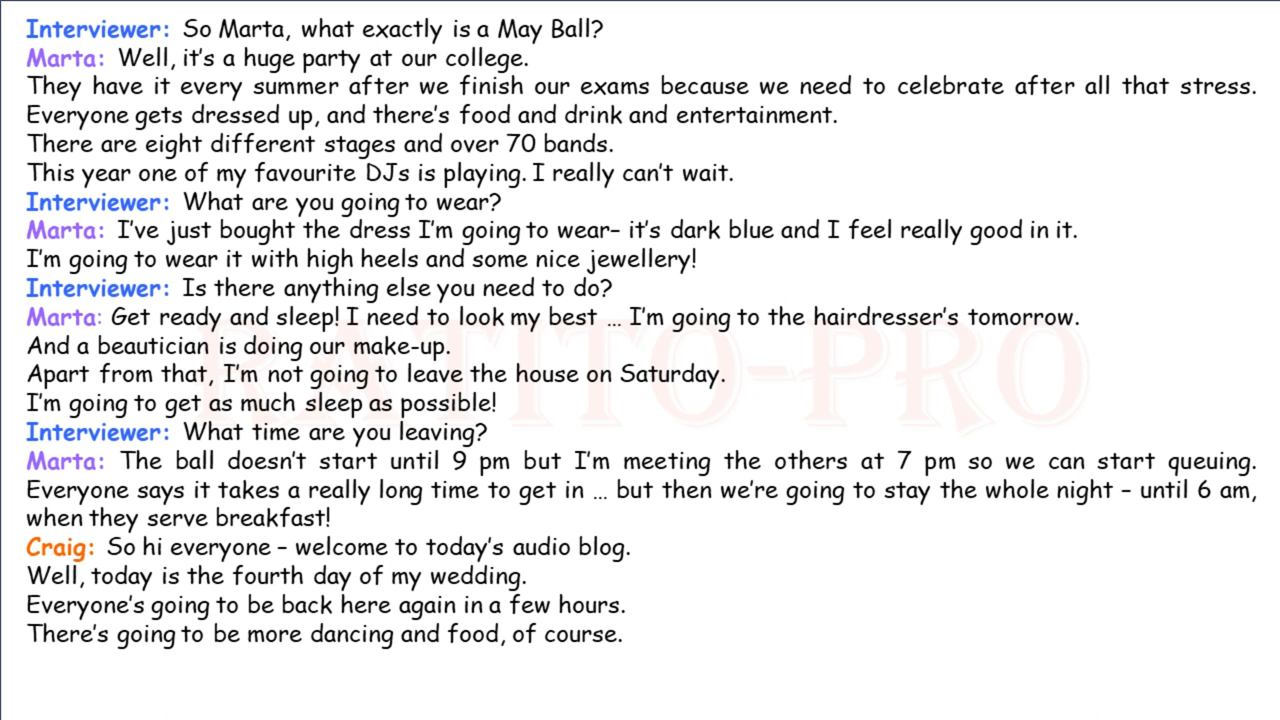 Interviewer: So Marta, what exactly is a May Ball?
Marta: Well, it's a huge party at our college.
They have it every summer after we finish our exams because we need to celebrate after all that stress.
Everyone gets dressed up, and there's food and drink and entertainment.
There are eight different stages and over 70 bands.
This year one of my favourite DJs is playing. I really can't wait.
Interviewer: What are you going to wear?
Marta: I've just bought the dress I'm going to wear– it's dark blue and I feel really good in it.
I'm going to wear it with high heels and some nice jewellery!
Interviewer: Is there anything else you need to do?
Marta: Get ready and sleep! I need to look my best … I'm going to the hairdresser's tomorrow.
And a beautician is doing our make-up.
Apart from that, I'm not going to leave the house on Saturday.
I'm going to get as much sleep as possible!
Interviewer: What time are you leaving?
Marta: The ball doesn't start until 9 pm but I'm meeting the others at 7 pm so we can start queuing.
Everyone says it takes a really long time to get in … but then we're going to stay the whole night – until 6 am,
when they serve breakfast!
Craig: So hi everyone – welcome to today's audio blog.
Well, today is the fourth day of my wedding.
Everyone's going to be back here again in a few hours.
There's going to be more dancing and food, of course.
RATITO-PRO